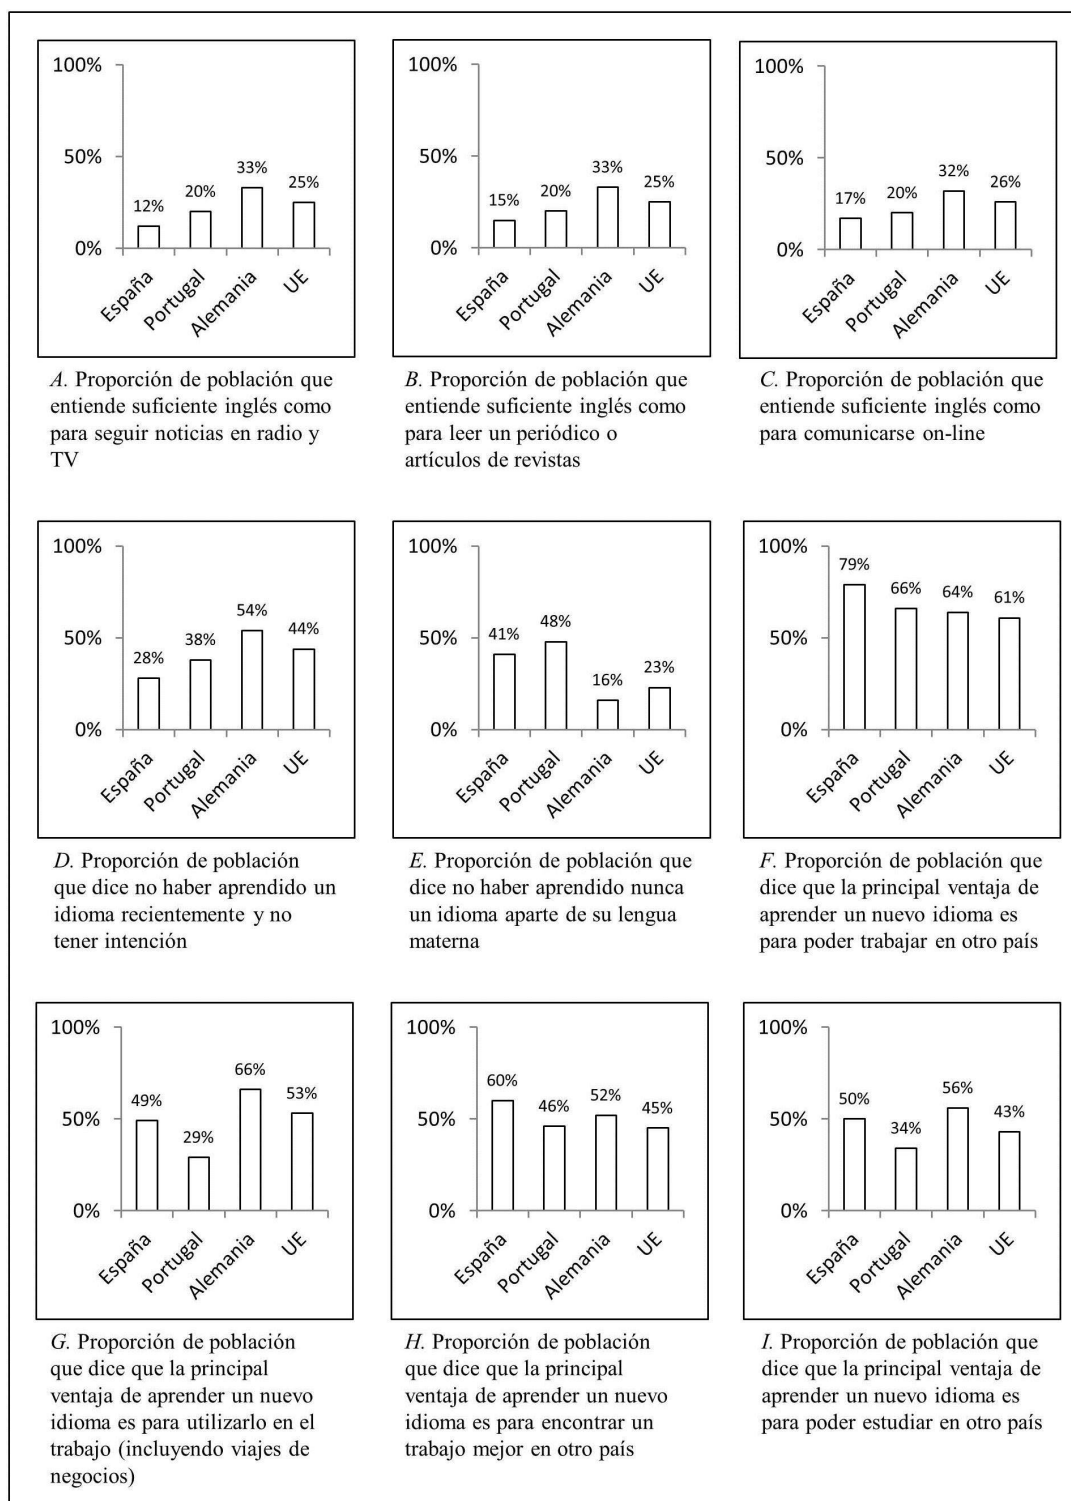 100%
50%
0%
12%
20%
33%
25%
España
Portugal
Alemania
UE
A. Proporción de población que
entiende suficiente inglés como
para seguir noticias en radio y
TV
100%
50%
0%
15%
20%
33%
25%
España
Portugal
Alemania
UE
B. Proporción de población que
entiende suficiente inglés como
para leer un periódico o
artículos de revistas
100%
50%
0%
17%
20%
32%
26%
España
Portugal
Alemania
UE
C. Proporción de población que
entiende suficiente inglés como
para comunicarse on-line
100%
50%
0%
28%
38%
54%
44%
España
Portugal
Alemania
UE
D. Proporción de población
que dice no haber aprendido un
idioma recientemente y no
tener intención
100%
50%
0%
41%
48%
16%
23%
España
Portugal
Alemania
UE
E. Proporción de población que
dice no haber aprendido nunca
un idioma aparte de su lengua
materna
100%
50%
0%
79%
66%
64%
61%
España
Portugal
Alemania
UE
F. Proporción de población que
dice que la principal ventaja de
aprender un nuevo idioma es
para poder trabajar en otro país
100%
50%
0%
49%
29%
66%
53%
España
Portugal
Alemania
UE
G. Proporción de población
que dice que la principal
ventaja de aprender un nuevo
idioma es para utilizarlo en el
trabajo (incluyendo viajes de
negocios)
100%
50%
0%
60%
46%
52%
45%
España
Portugal
Alemania
UE
H. Proporción de población
que dice que la principal
ventaja de aprender un nuevo
idioma es para encontrar un
trabajo mejor en otro país
100%
50%
0%
50%
34%
56%
43%
España
Portugal
Alemania
UE
I. Proporción de población que
dice que la principal ventaja de
aprender un nuevo idioma es
para poder estudiar en otro país